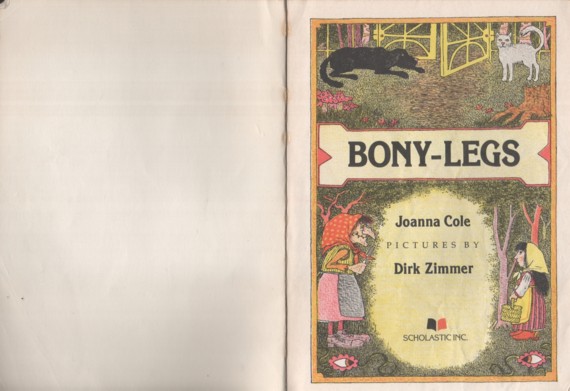 BONY-LEGS
Joanna Cole
PICTURES BY
Dirk Zimmer
SCHOLASTIC INC.